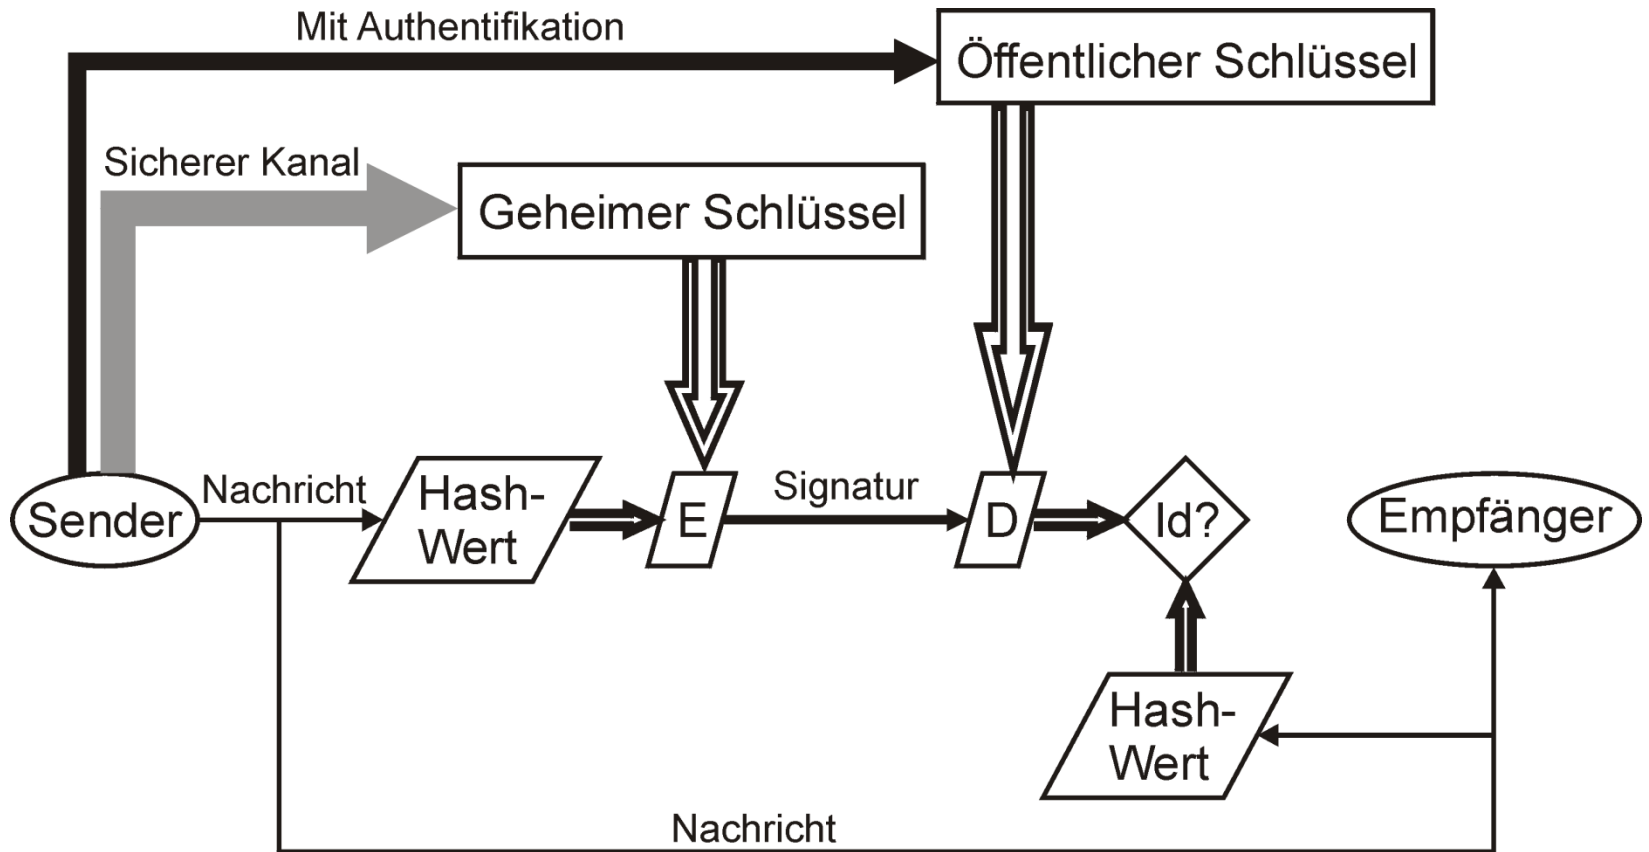 Mit Authentifikation
Öffentlicher Schlüssel
Sicherer Kanal
Geheimer Schlüssel
Sender
Nachricht
Hash-
Wert
E
Signatur
D
Id?
Empfänger
Hash-
Wert
Nachricht